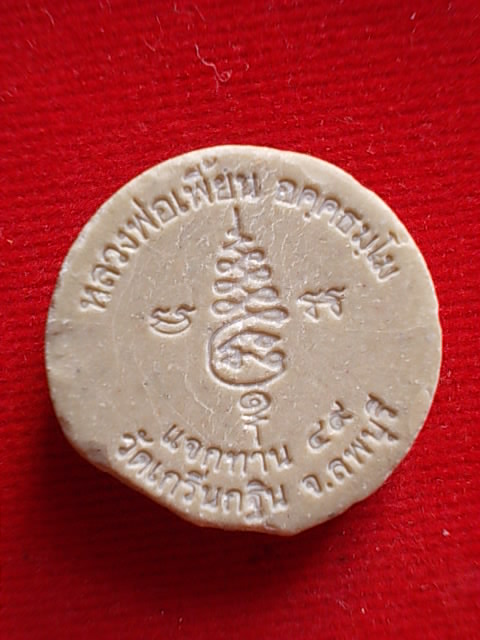 หลวงพ่อเพี้ยน อคฺคธมฺโม
แจกทาน ๔๙
วัดเกริ่นกฐิน จ.ลพบุรี